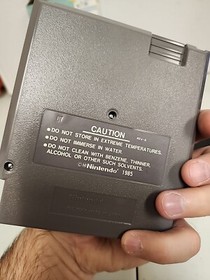 CAUTION
●DO NOT STORE IN EXTREME TEMPERATURES.
●DO NOT IMMERSE IN WATER.
●DO NOT CLEAN WITH BENZENE, THINNER,
ALCOHOL OR OTHER SUCH SOLVENTS.
©Nintendo 1985